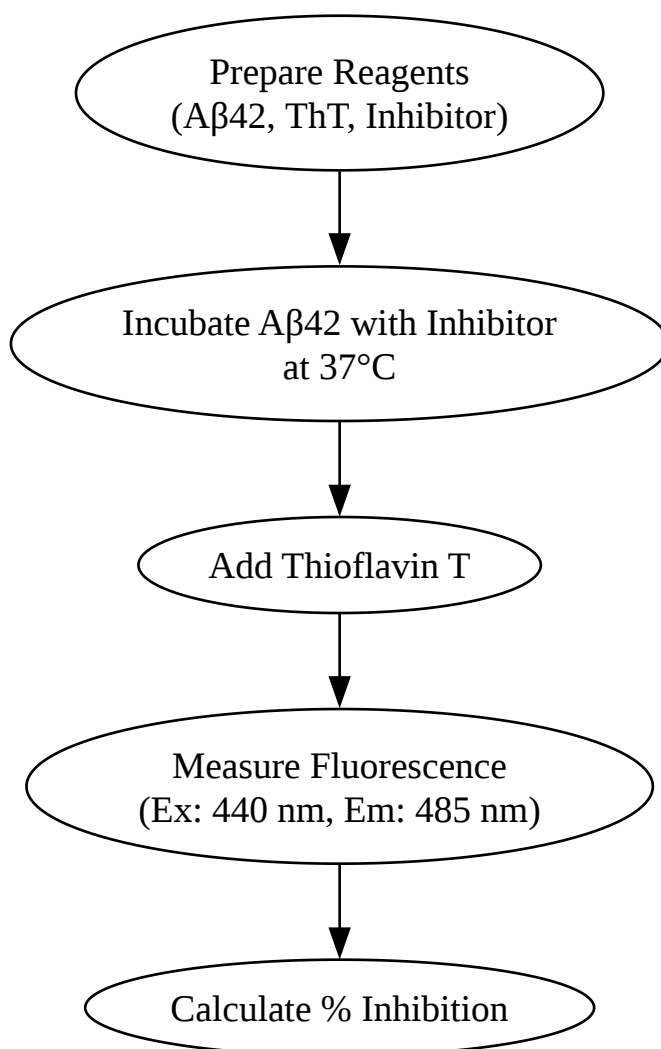 Prepare Reagents
(Aβ42, ThT, Inhibitor)
Incubate Aβ42 with Inhibitor
at 37°C
Add Thioflavin T
Measure Fluorescence
(Ex: 440 nm, Em: 485 nm)
Calculate % Inhibition